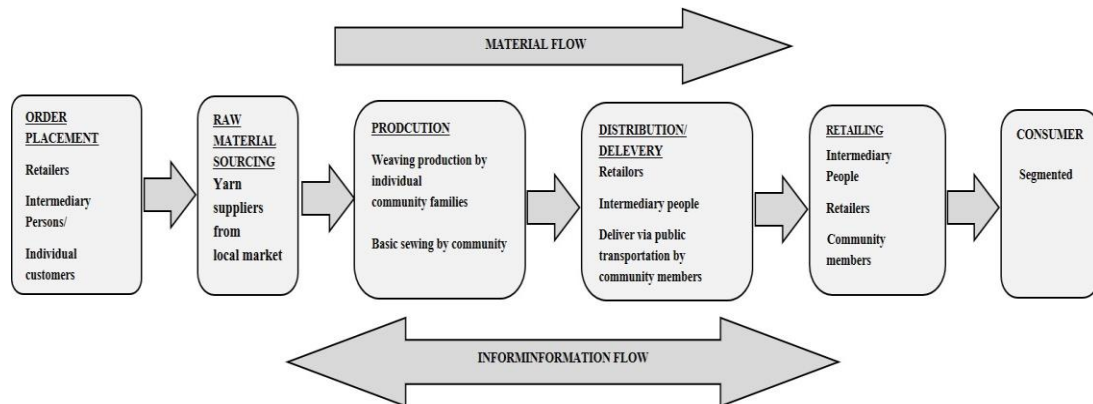 MATERIAL FLOW
ORDER
PLACEMENT
Retailers
Intermediary
Persons/
Individual
customers
RAW
MATERIAL
SOURCING
Yarn
suppliers
from
local market
PRODCUTION
Weaving production by
individual
community families
Basic sewing by community
DISTRIBUTION/
DELEVERY
Retailors
Intermediary people
Deliver via public
transportation by
community members
RETAILING
Intermediary
People
Retailers
Community
members
CONSUMER
Segmented
INFORMINFORMATION FLOW